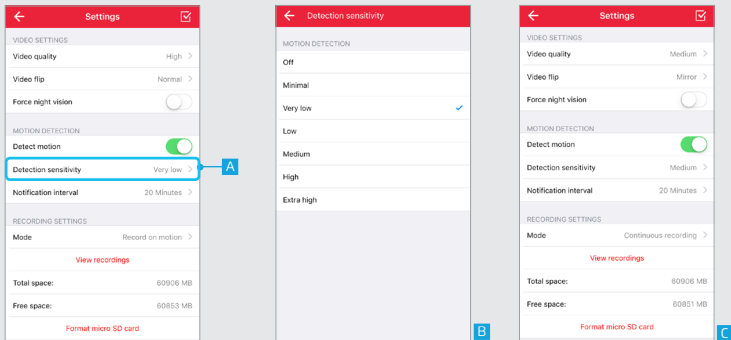 Settings
VIDEO SETTINGS
Video quality High
Video flip Normal
Force night vision
MOTION DETECTION
Detect motion
Detection sensitivity Very low
Notification interval 20 Minutes
RECORDING SETTINGS
Mode Record on motion
View recordings
Total space: 60906 MB
Free space: 60853 MB
Format micro SD card
A
Detection sensitivity
MOTION DETECTION
Off
Minimal
Very low
Low
Medium
High
Extra high
B
Settings
VIDEO SETTINGS
Video quality Medium
Video flip Mirror
Force night vision
MOTION DETECTION
Detect motion
Detection sensitivity Medium
Notification interval 20 Minutes
RECORDING SETTINGS
Mode Continuous recording
View recordings
Total space: 60906 MB
Free space: 60851 MB
Format micro SD card
C